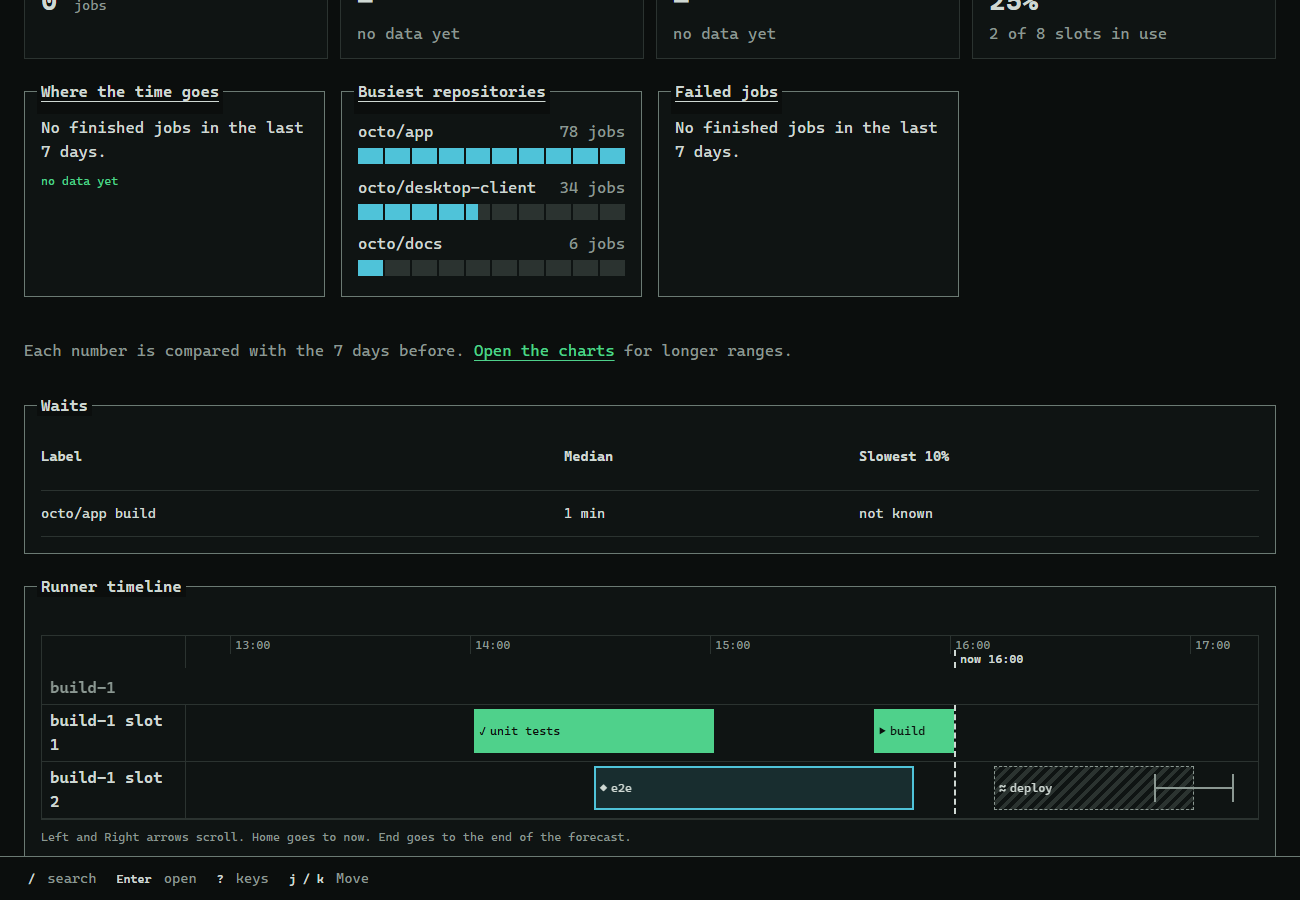 0 jobs
no data yet
no data yet
25%
2 of 8 slots in use
Where the time goes
No finished jobs in the last
7 days.
no data yet
Busiest repositories
octo/app 78 jobs
octo/desktop-client 34 jobs
octo/docs 6 jobs
Failed jobs
No finished jobs in the last
7 days.
Each number is compared with the 7 days before. Open the charts for longer ranges.
Waits
Label Median Slowest 10%
octo/app build 1 min not known
Runner timeline
13:00 14:00 15:00 16:00 17:00
now 16:00
build-1
build-1 slot
1
✓ unit tests
▶ build
build-1 slot
2
◆ e2e
≈ deploy
Left and Right arrows scroll. Home goes to now. End goes to the end of the forecast.
/ search Enter open ? keys j / k Move